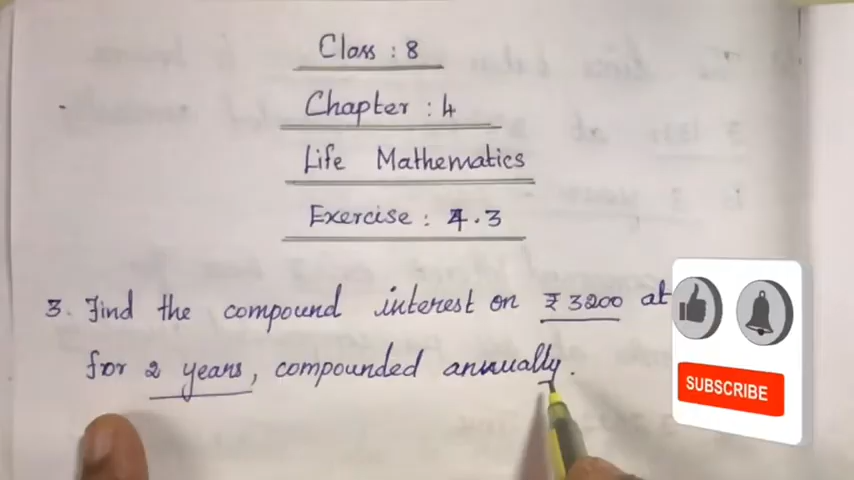 Class : 8
Chapter : 4
Life Mathematics
Exercise : 4.3
3. Find the compound interest on ₹ 3200 at
for 2 years, compounded annually.
SUBSCRIBE